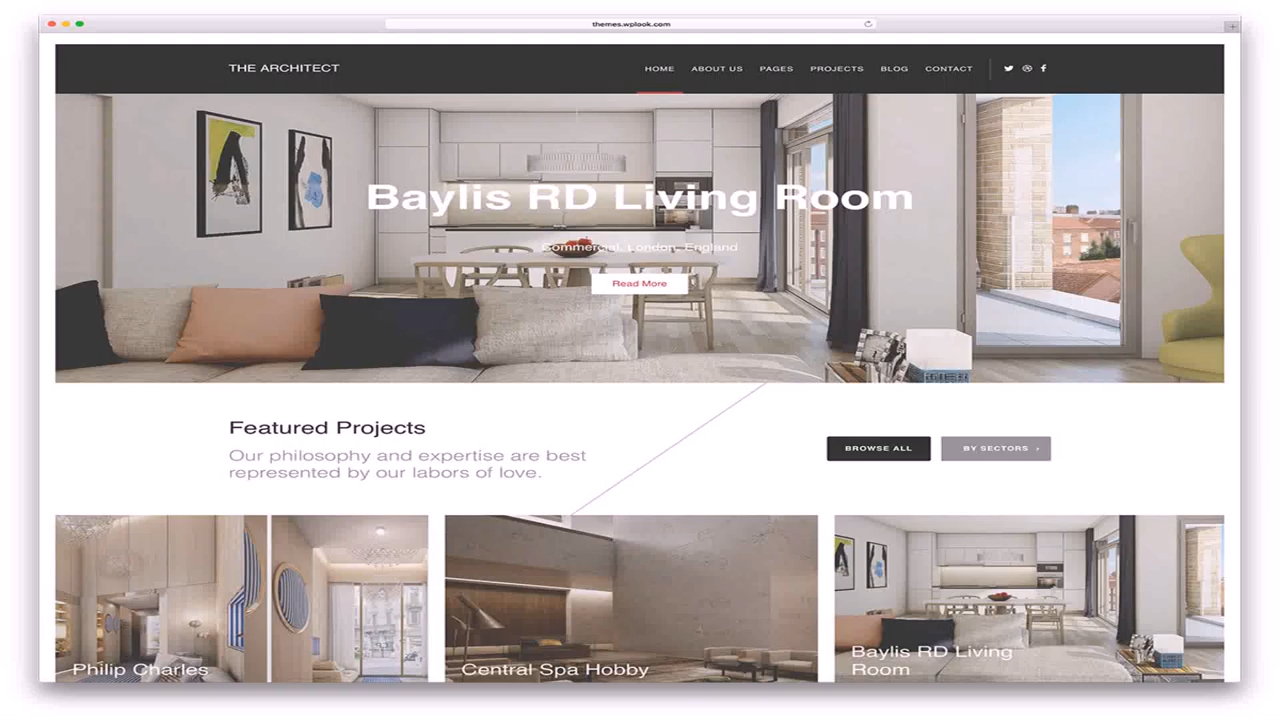 themes.wplook.com
THE ARCHITECT
HOME ABOUT US PAGES PROJECTS BLOG CONTACT
Baylis RD Living Room
Commercial, London, England
Read More
Featured Projects
Our philosophy and expertise are best
represented by our labors of love.
BROWSE ALL
BY SECTORS ›
Philip Charles
Central Spa Hobby
Baylis RD Living
Room